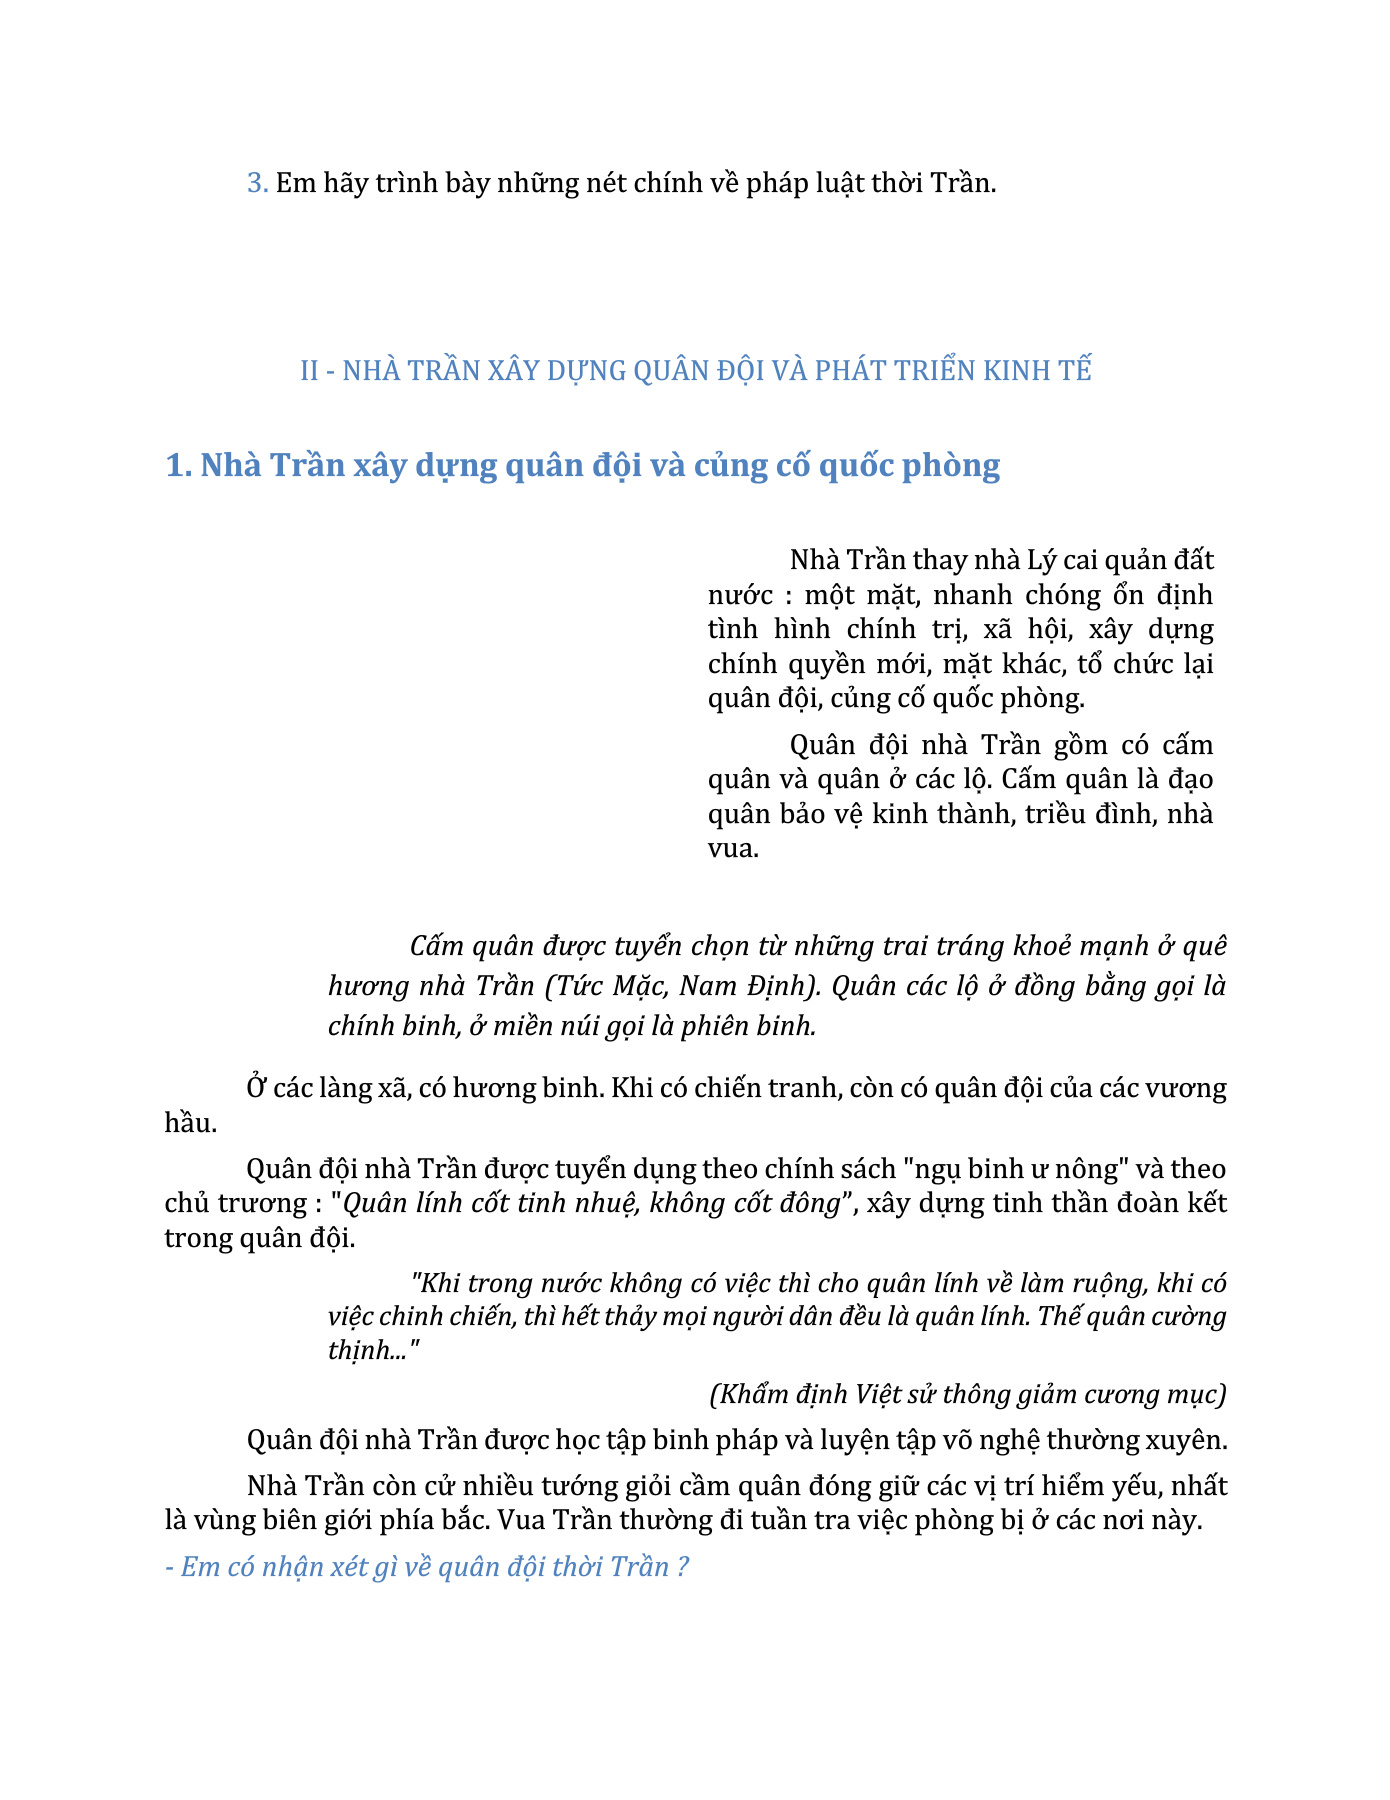 3. Em hãy trình bày những nét chính về pháp luật thời Trần.
II - NHÀ TRẦN XÂY DỰNG QUÂN ĐỘI VÀ PHÁT TRIỂN KINH TẾ
1. Nhà Trần xây dựng quân đội và củng cố quốc phòng
Nhà Trần thay nhà Lý cai quản đất
nước : một mặt, nhanh chóng ổn định
tình hình chính trị, xã hội, xây dựng
chính quyền mới, mặt khác, tổ chức lại
quân đội, củng cố quốc phòng.
Quân đội nhà Trần gồm có cấm
quân và quân ở các lộ. Cấm quân là đạo
quân bảo vệ kinh thành, triều đình, nhà
vua.
Cấm quân được tuyển chọn từ những trai tráng khoẻ mạnh ở quê
hương nhà Trần (Tức Mặc, Nam Định). Quân các lộ ở đồng bằng gọi là
chính binh, ở miền núi gọi là phiên binh.
Ở các làng xã, có hương binh. Khi có chiến tranh, còn có quân đội của các vương
hầu.
Quân đội nhà Trần được tuyển dụng theo chính sách "ngụ binh ư nông" và theo
chủ trương : "Quân lính cốt tinh nhuệ, không cốt đông”, xây dựng tinh thần đoàn kết
trong quân đội.
"Khi trong nước không có việc thì cho quân lính về làm ruộng, khi có
việc chinh chiến, thì hết thảy mọi người dân đều là quân lính. Thế quân cường
thịnh..."
(Khẩm định Việt sử thông giảm cương mục)
Quân đội nhà Trần được học tập binh pháp và luyện tập võ nghệ thường xuyên.
Nhà Trần còn cử nhiều tướng giỏi cầm quân đóng giữ các vị trí hiểm yếu, nhất
là vùng biên giới phía bắc. Vua Trần thường đi tuần tra việc phòng bị ở các nơi này.
- Em có nhận xét gì về quân đội thời Trần ?